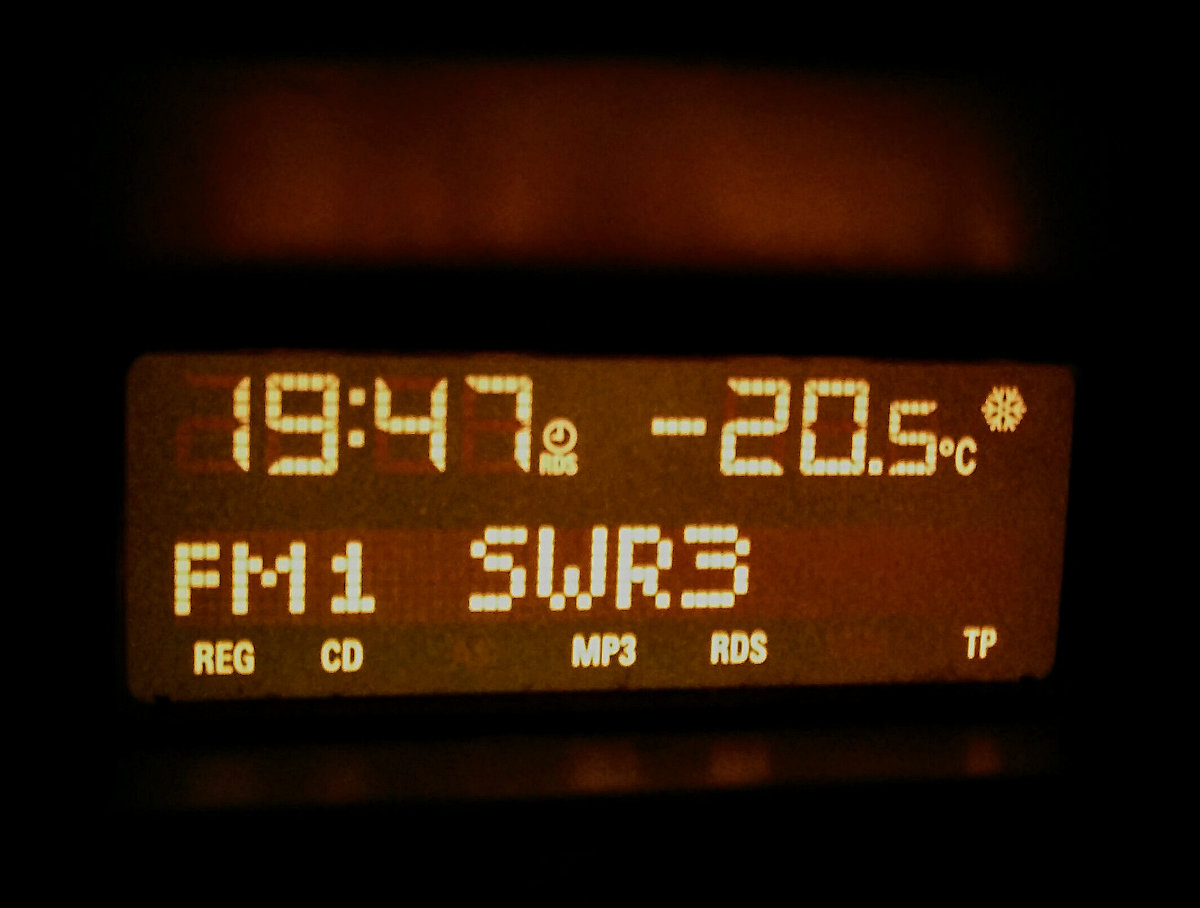 19:47 RDS -20.5°C
FM1 SWR3
REG CD MP3 RDS TP